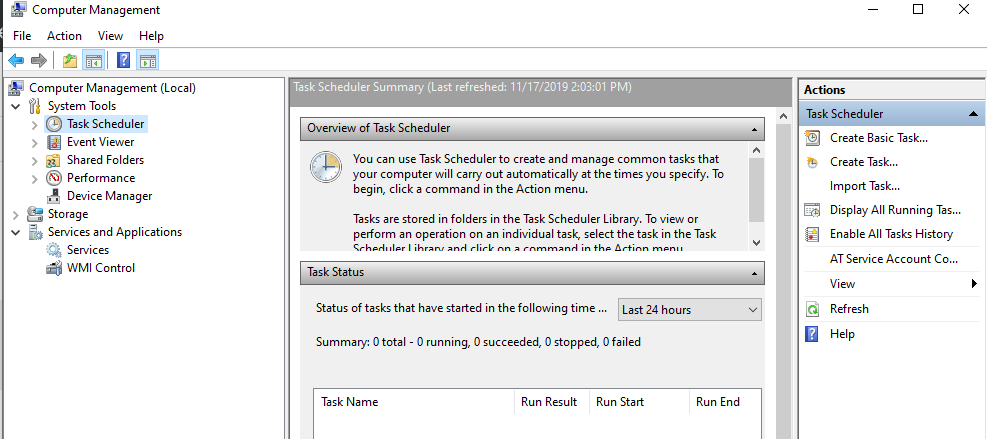 Computer Management
File Action View Help
Computer Management (Local)
System Tools
Task Scheduler
Event Viewer
Shared Folders
Performance
Device Manager
Storage
Services and Applications
Services
WMI Control
Task Scheduler Summary (Last refreshed: 11/17/2019 2:03:01 PM)
Overview of Task Scheduler
You can use Task Scheduler to create and manage common tasks that
your computer will carry out automatically at the times you specify. To
begin, click a command in the Action menu.
Tasks are stored in folders in the Task Scheduler Library. To view or
perform an operation on an individual task, select the task in the Task
Scheduler Library and click on a command in the Action menu.
Task Status
Status of tasks that have started in the following time ... Last 24 hours
Summary: 0 total - 0 running, 0 succeeded, 0 stopped, 0 failed
Task Name Run Result Run Start Run End
Actions
Task Scheduler
Create Basic Task...
Create Task...
Import Task...
Display All Running Tas...
Enable All Tasks History
AT Service Account Co...
View
Refresh
Help